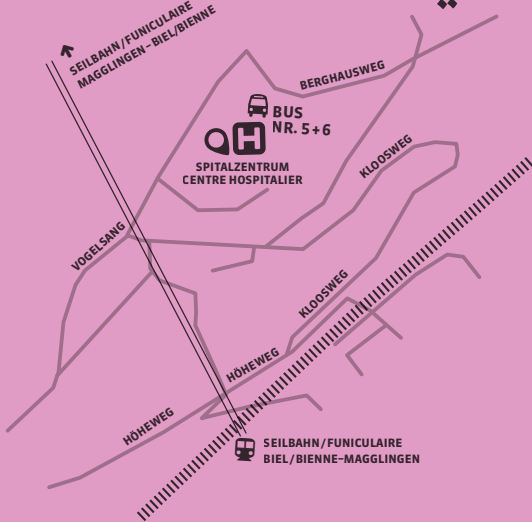 SEILBAHN/FUNICULAIRE
MAGGLINGEN–BIEL/BIENNE
BERGHAUSWEG
BUS
NR. 5+6
H
SPITALZENTRUM
CENTRE HOSPITALIER
KLOOSWEG
VOGELSANG
KLOOSWEG
HÖHEWEG
HÖHEWEG
SEILBAHN/FUNICULAIRE
BIEL/BIENNE–MAGGLINGEN